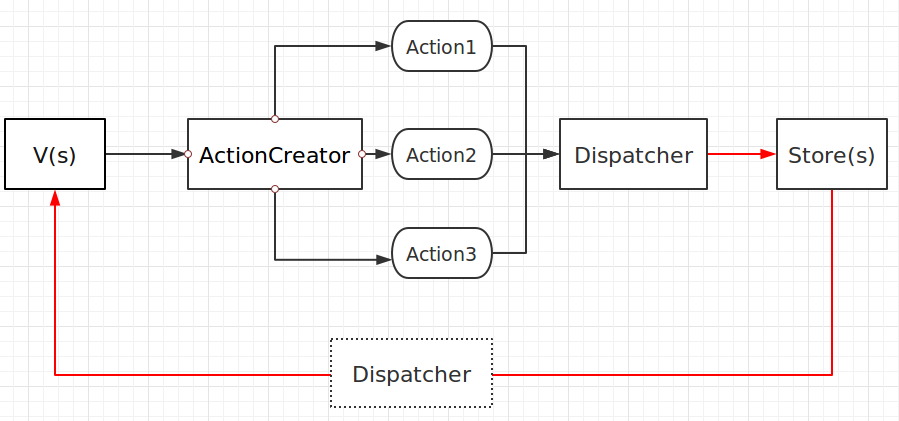 Action1
V(s)
ActionCreator
Action2
Dispatcher
Store(s)
Action3
Dispatcher